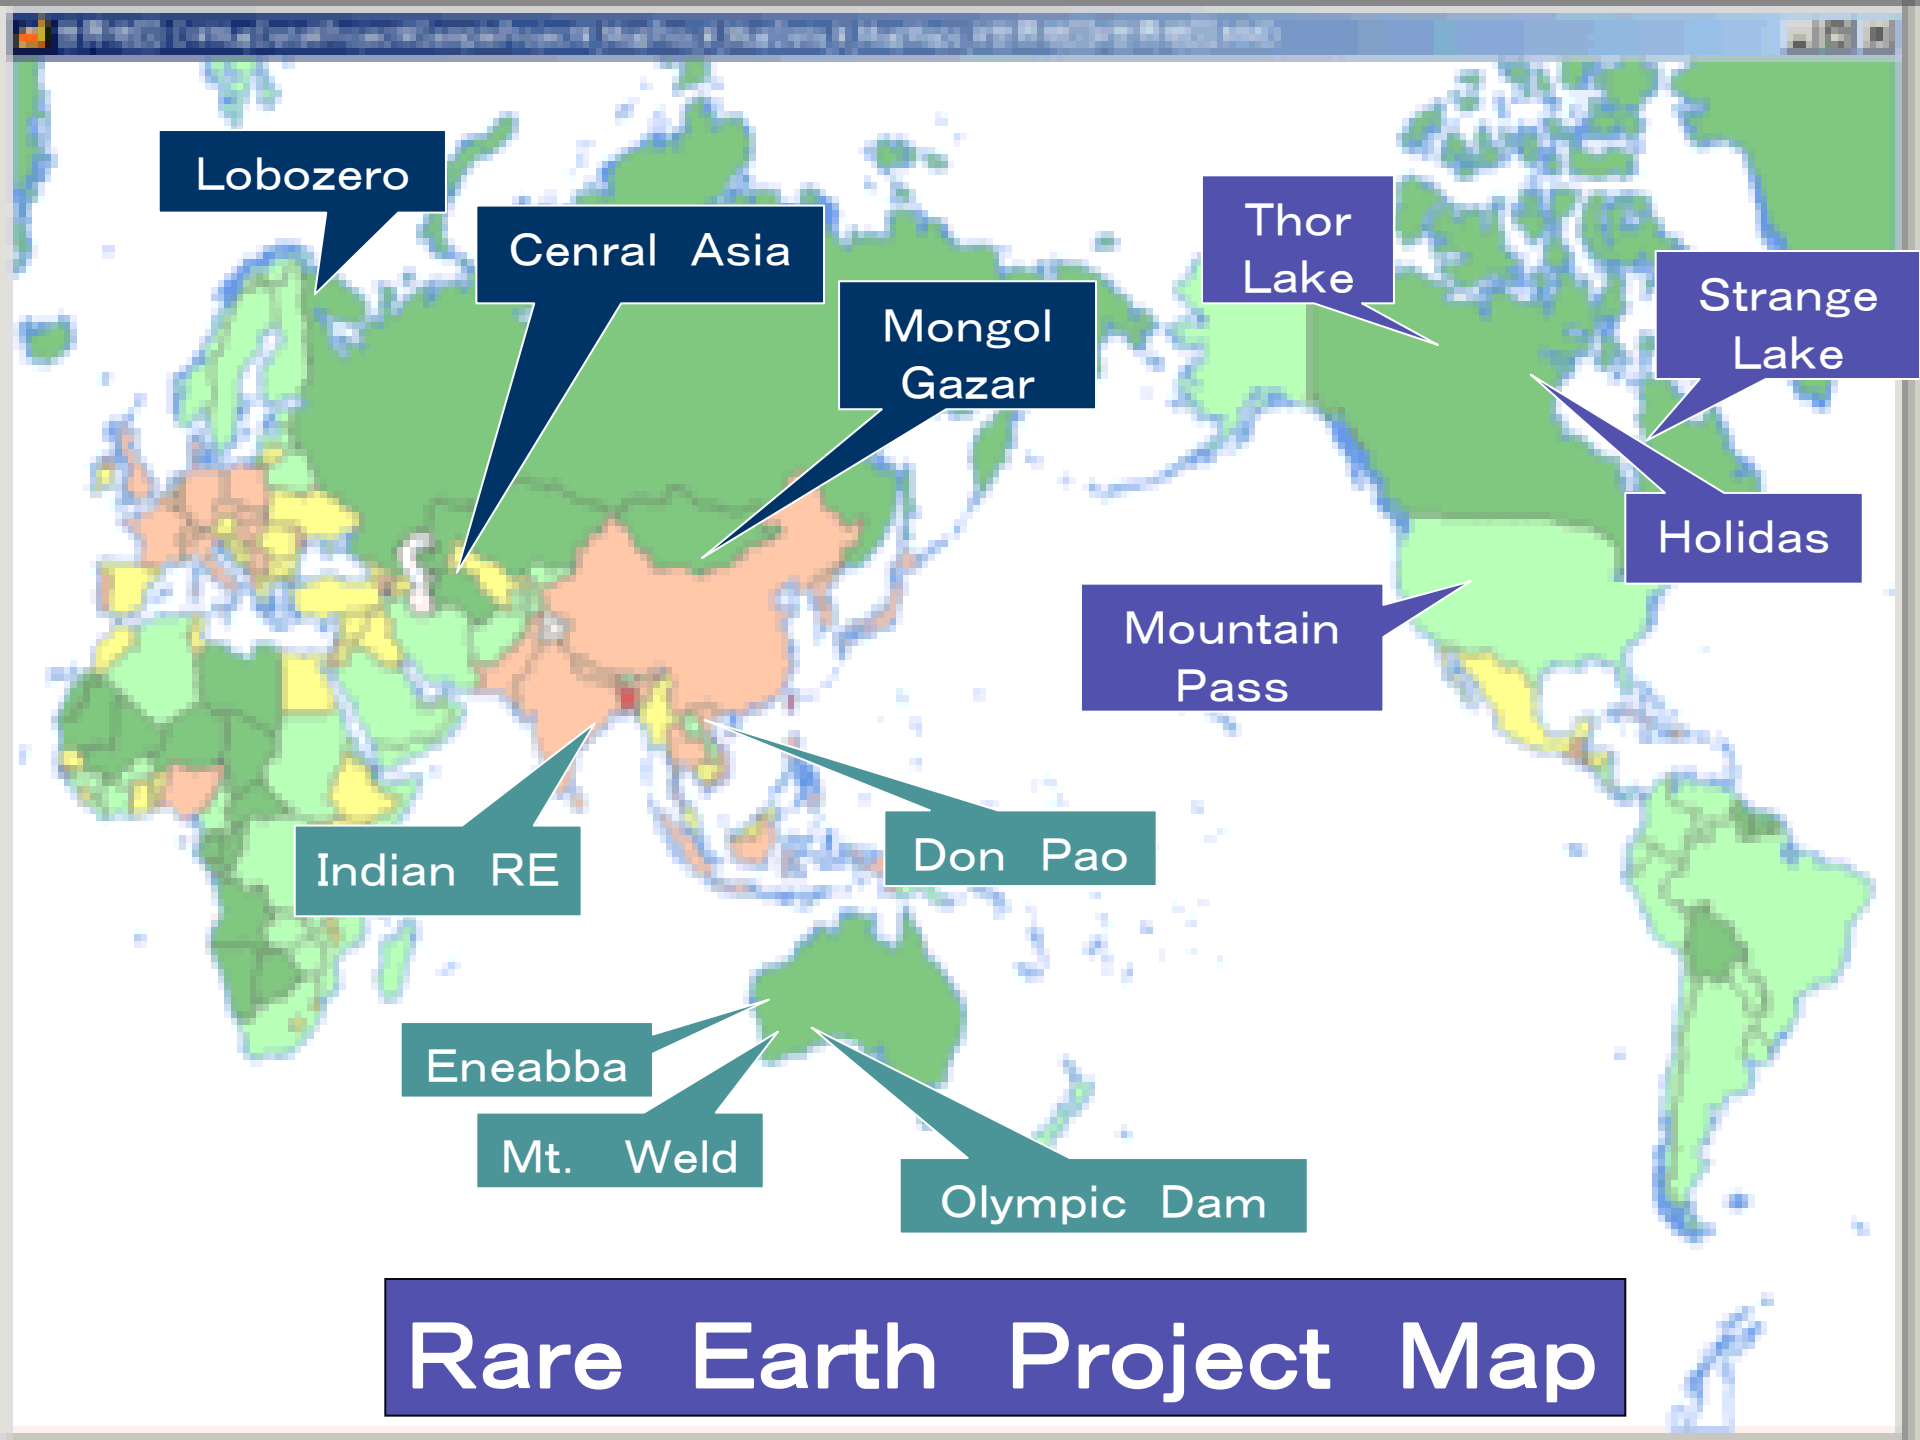 Lobozero
Cenral Asia
Mongol
Gazar
Thor
Lake
Strange
Lake
Holidas
Mountain
Pass
Indian RE
Don Pao
Eneabba
Mt. Weld
Olympic Dam
Rare Earth Project Map